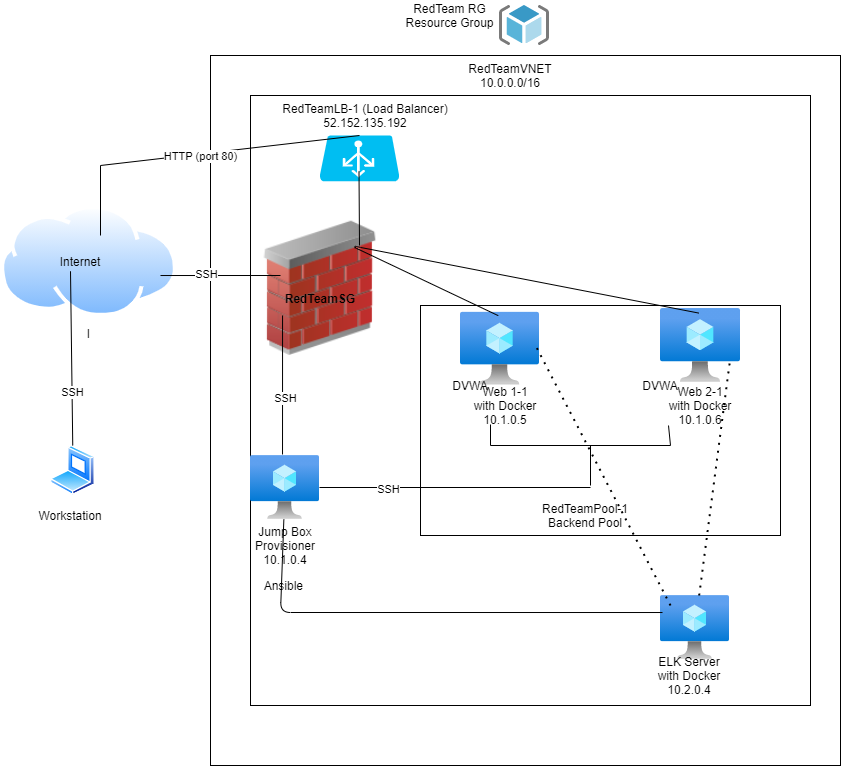 RedTeam RG
Resource Group
RedTeamVNET
10.0.0.0/16
RedTeamLB-1 (Load Balancer)
52.152.135.192
HTTP (port 80)
Internet
SSH
RedTeamSG
I
SSH
SSH
DVWA
Web 1-1
with Docker
10.1.0.5
DVWA
Web 2-1
with Docker
10.1.0.6
SSH
Workstation
RedTeamPool-1
Backend Pool
Jump Box
Provisioner
10.1.0.4
Ansible
ELK Server
with Docker
10.2.0.4